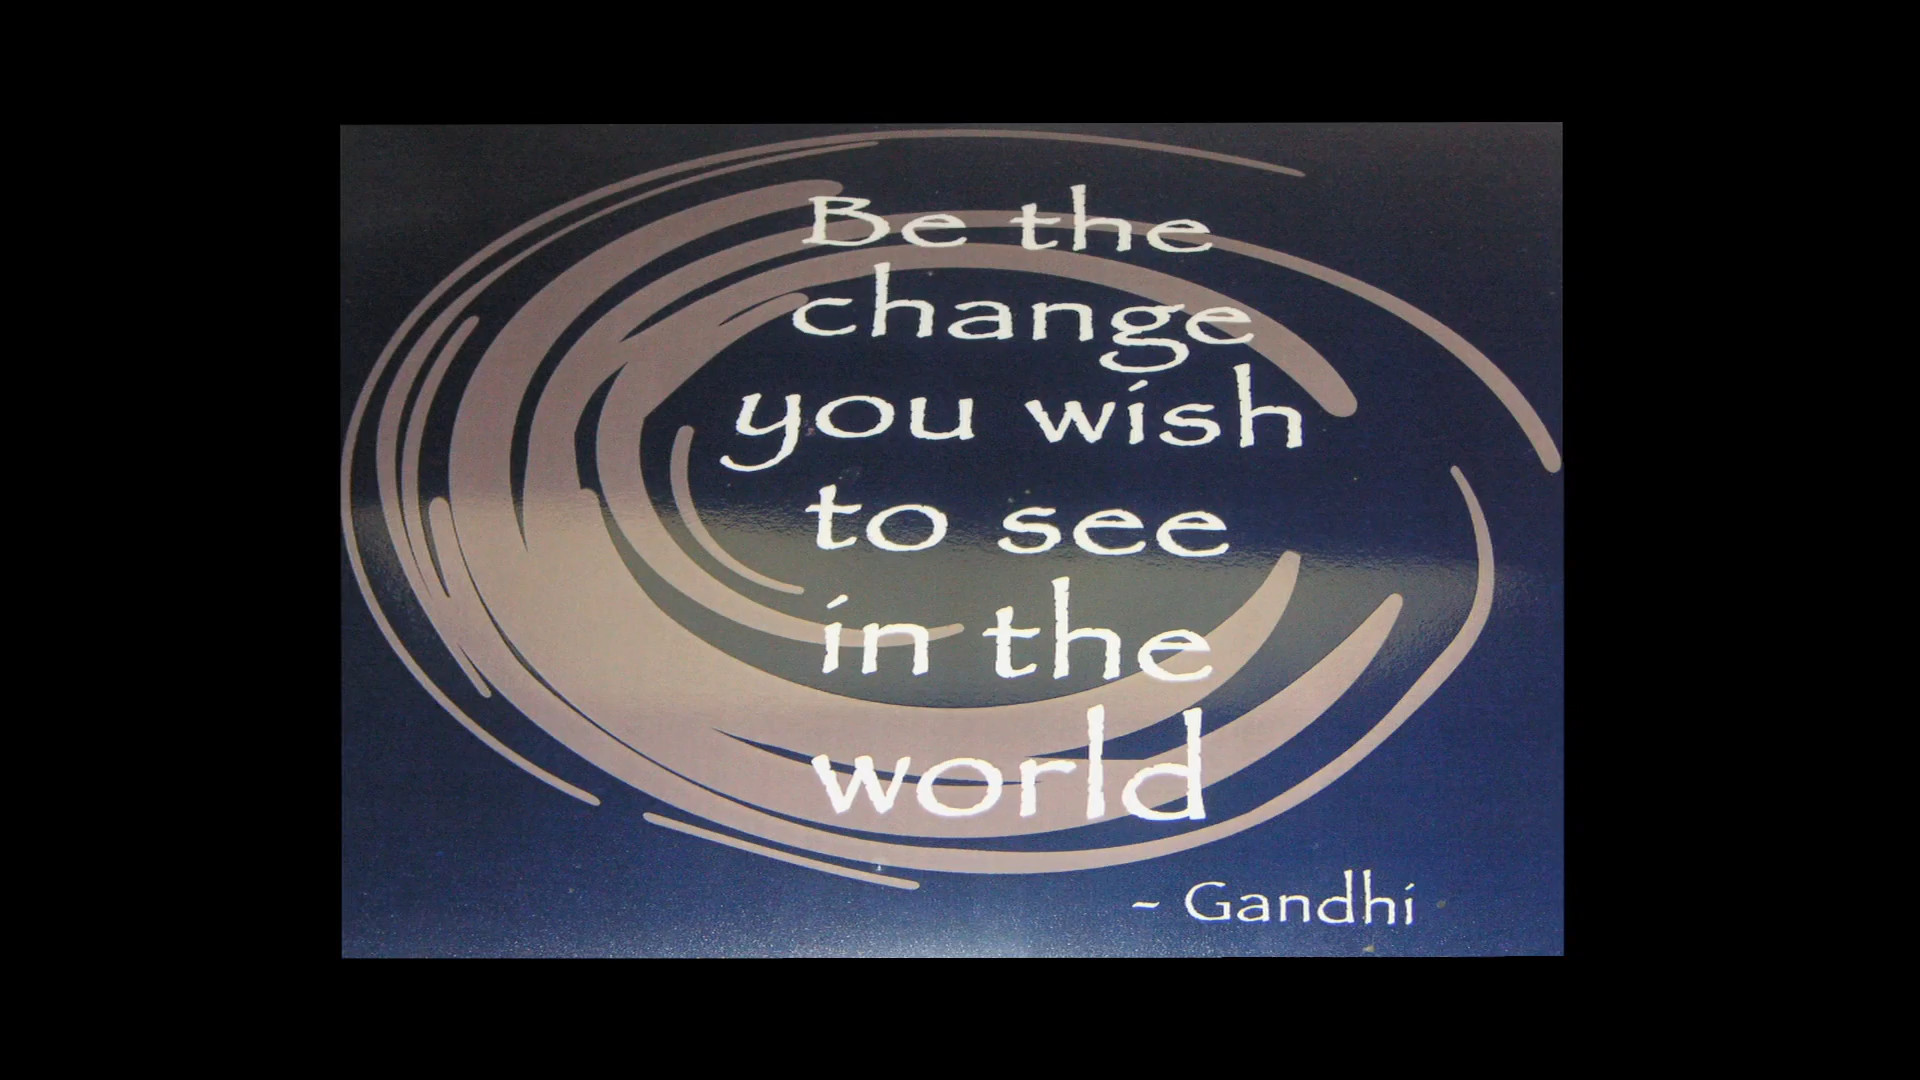 Be the
change
you wish
to see
in the
world
~ Gandhi